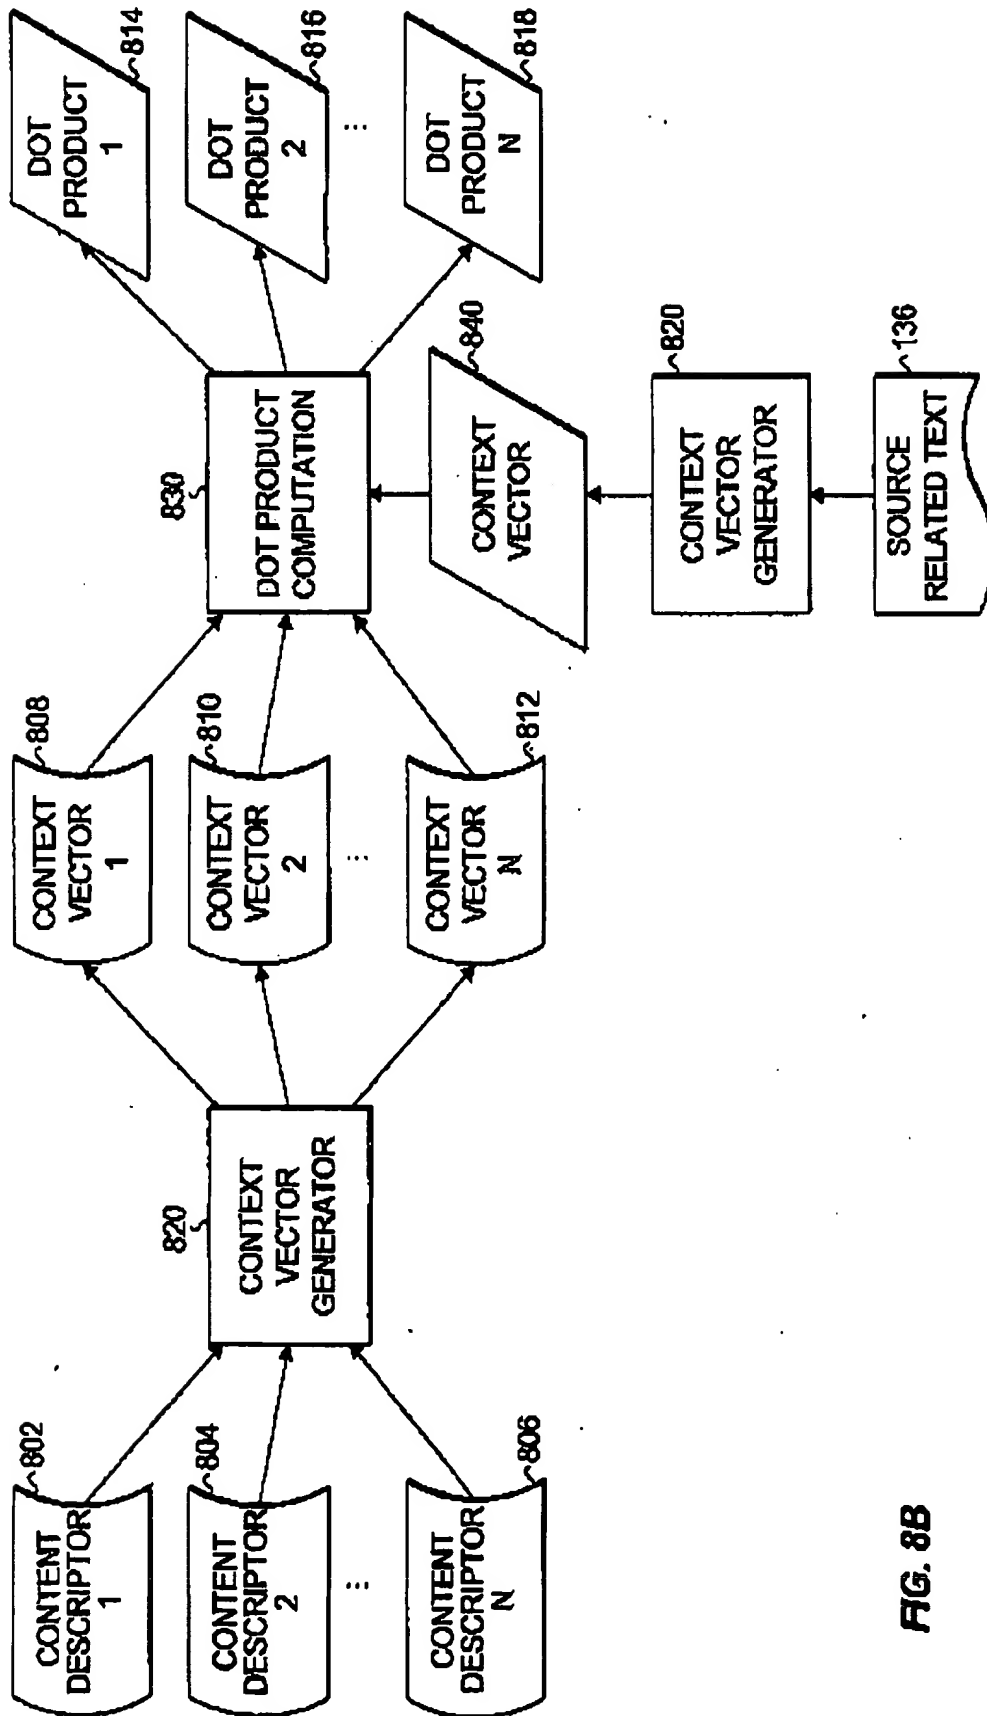 CONTENT
DESCRIPTOR
1
802
CONTENT
DESCRIPTOR
2
804
...
CONTENT
DESCRIPTOR
N
806
820
CONTEXT
VECTOR
GENERATOR
CONTEXT
VECTOR
1
808
CONTEXT
VECTOR
2
810
...
CONTEXT
VECTOR
N
812
830
DOT PRODUCT
COMPUTATION
DOT
PRODUCT
1
814
DOT
PRODUCT
2
816
...
DOT
PRODUCT
N
818
CONTEXT
VECTOR
840
CONTEXT
VECTOR
GENERATOR
820
SOURCE
RELATED TEXT
136
FIG. 8B